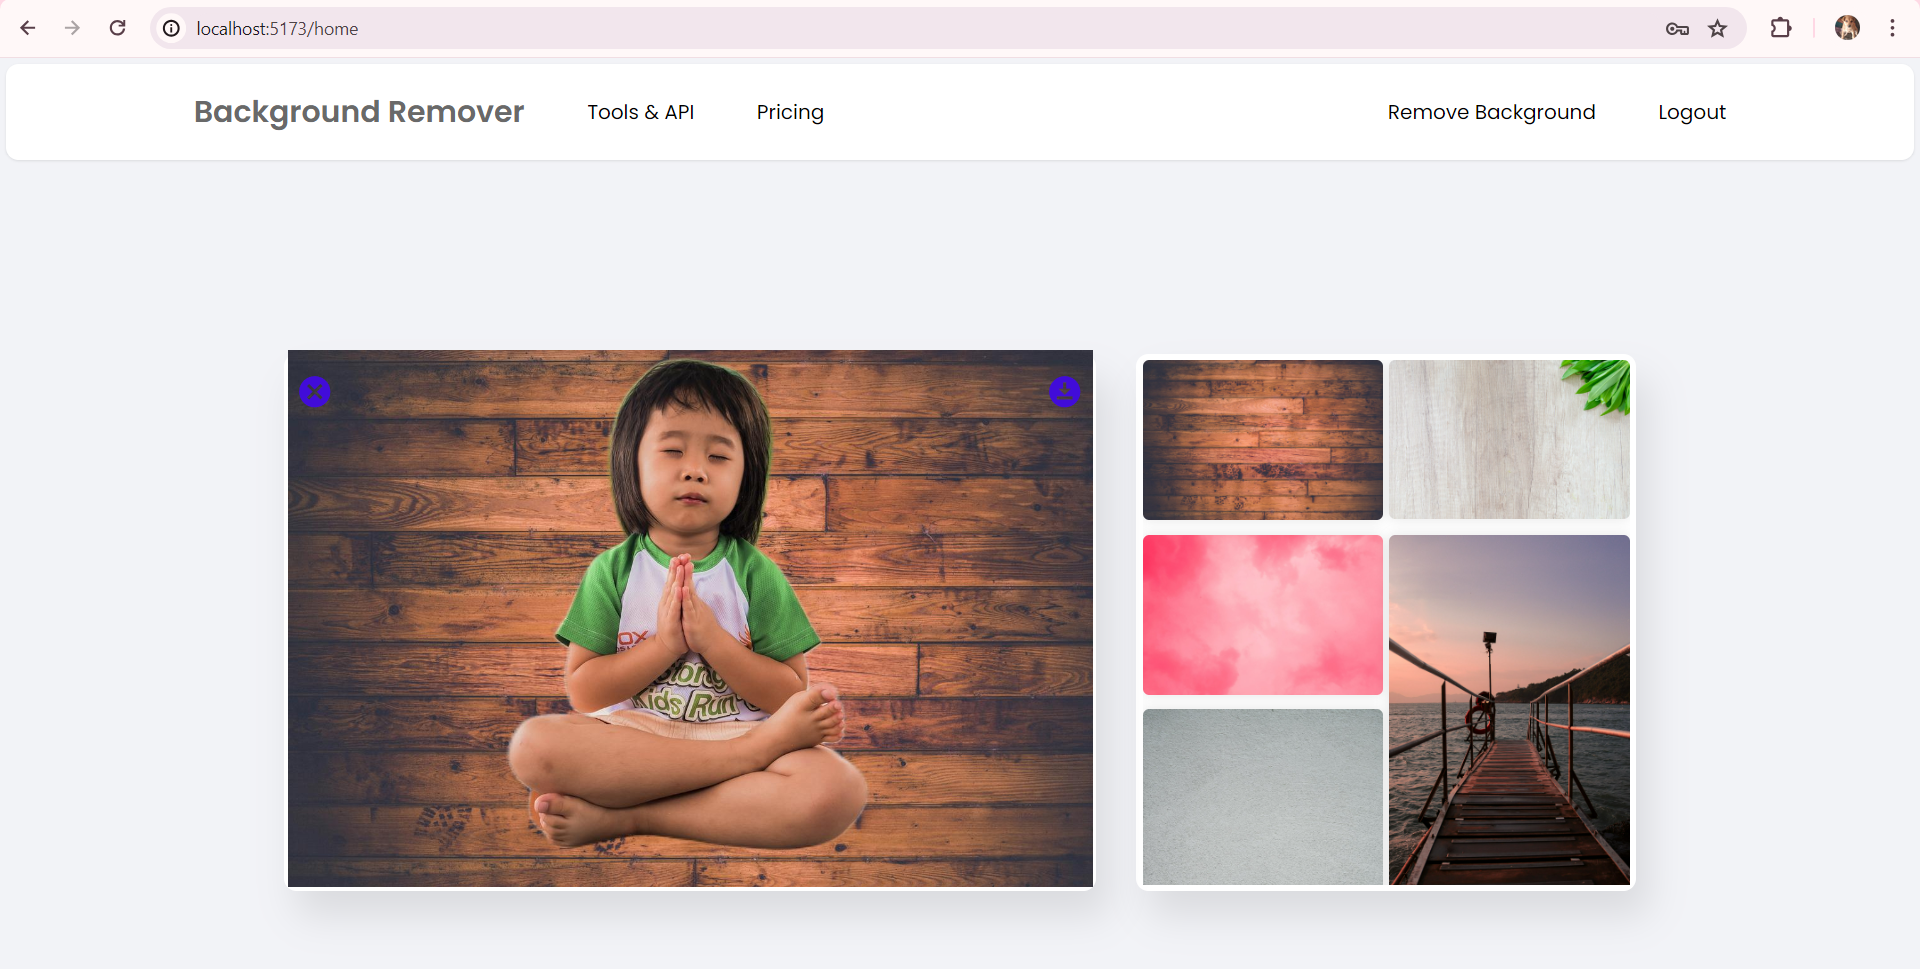 localhost:5173/home
Background Remover Tools & API Pricing Remove Background Logout
OX
Kids Run